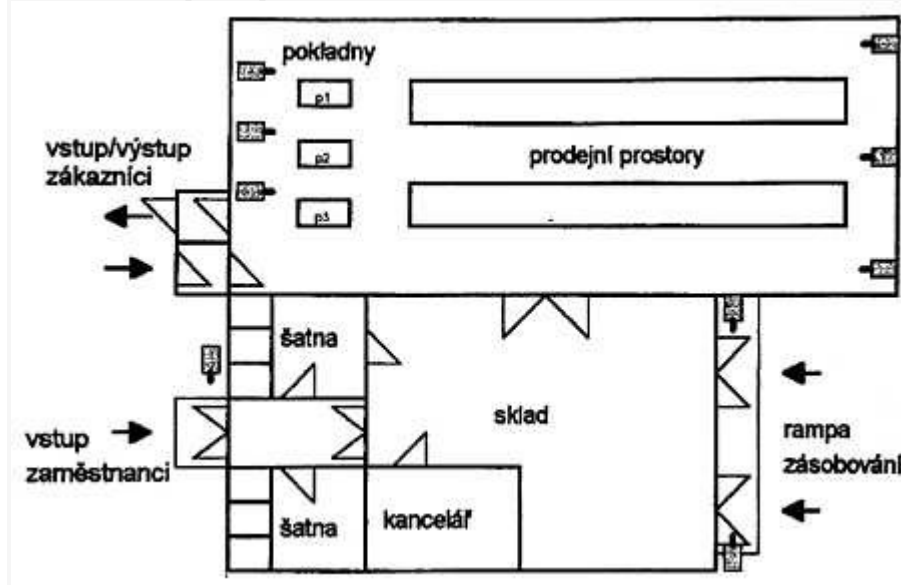 pokladny
p1
vstup/výstup
zákazníci
p2
prodejní prostory
p3
šatna
sklad
vstup
zaměstnanci
rampa
zásobování
šatna
kancelář